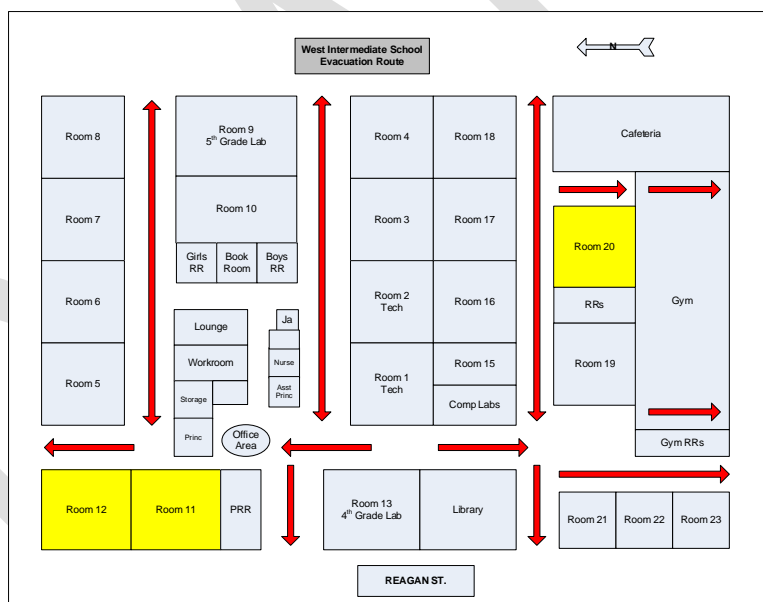 West Intermediate School
Evacuation Route
N
Room 8
Room 9
5th Grade Lab
Room 4
Room 18
Cafeteria
Room 7
Room 10
Room 3
Room 17
Room 20
Gym
Girls
RR
Book
Room
Boys
RR
Room 6
Room 2
Tech
Room 16
RRs
Lounge
Ja
Workroom
Nurse
Room 5
Room 1
Tech
Room 15
Room 19
Storage
Asst
Princ
Comp Labs
Princ
Office
Area
Gym RRs
Room 12
Room 11
PRR
Room 13
4th Grade Lab
Library
Room 21
Room 22
Room 23
REAGAN ST.